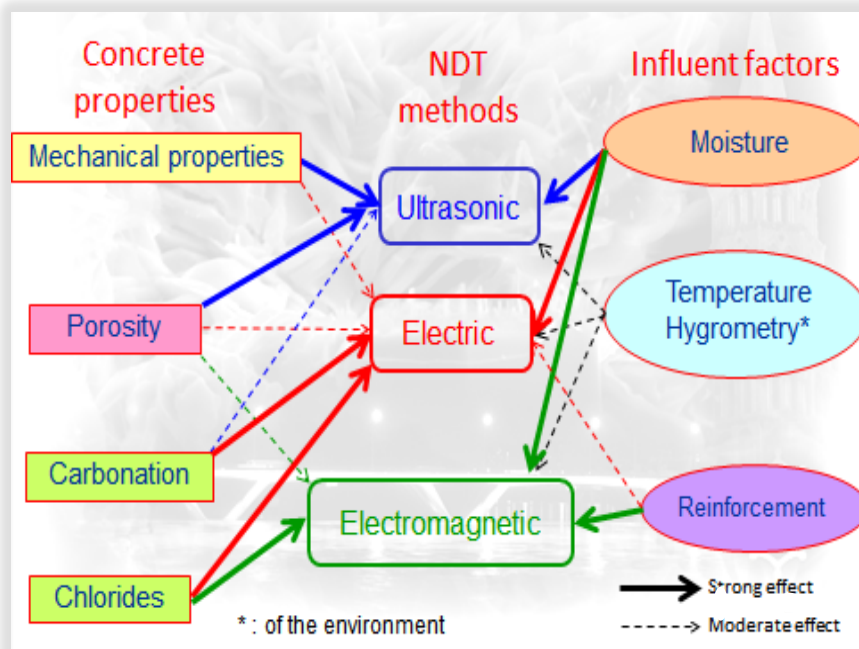 Concrete
properties
NDT
methods
Influent factors
Mechanical properties
Ultrasonic
Moisture
Porosity
Electric
Temperature
Hygrometry*
Carbonation
Electromagnetic
Reinforcement
Chlorides
* : of the environment
S*rong effect
Moderate effect